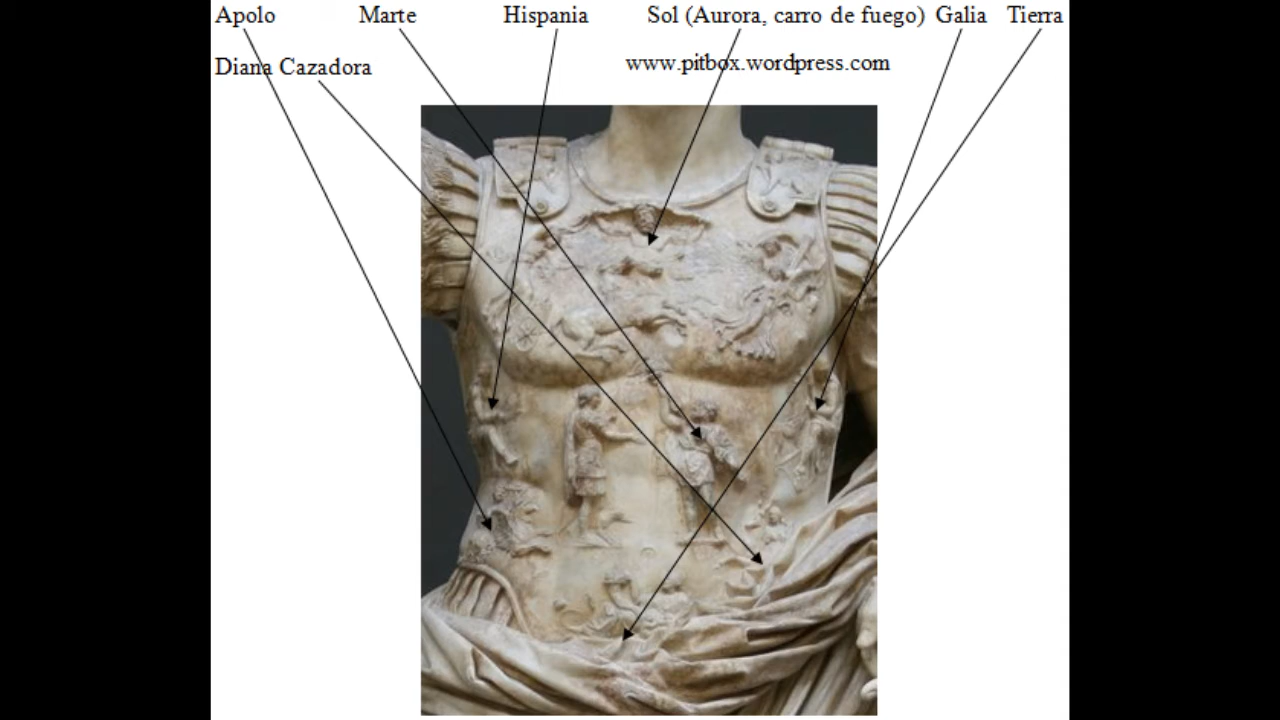 Apolo Marte Hispania Sol (Aurora, carro de fuego) Galia Tierra
Diana Cazadora www.pitbox.wordpress.com